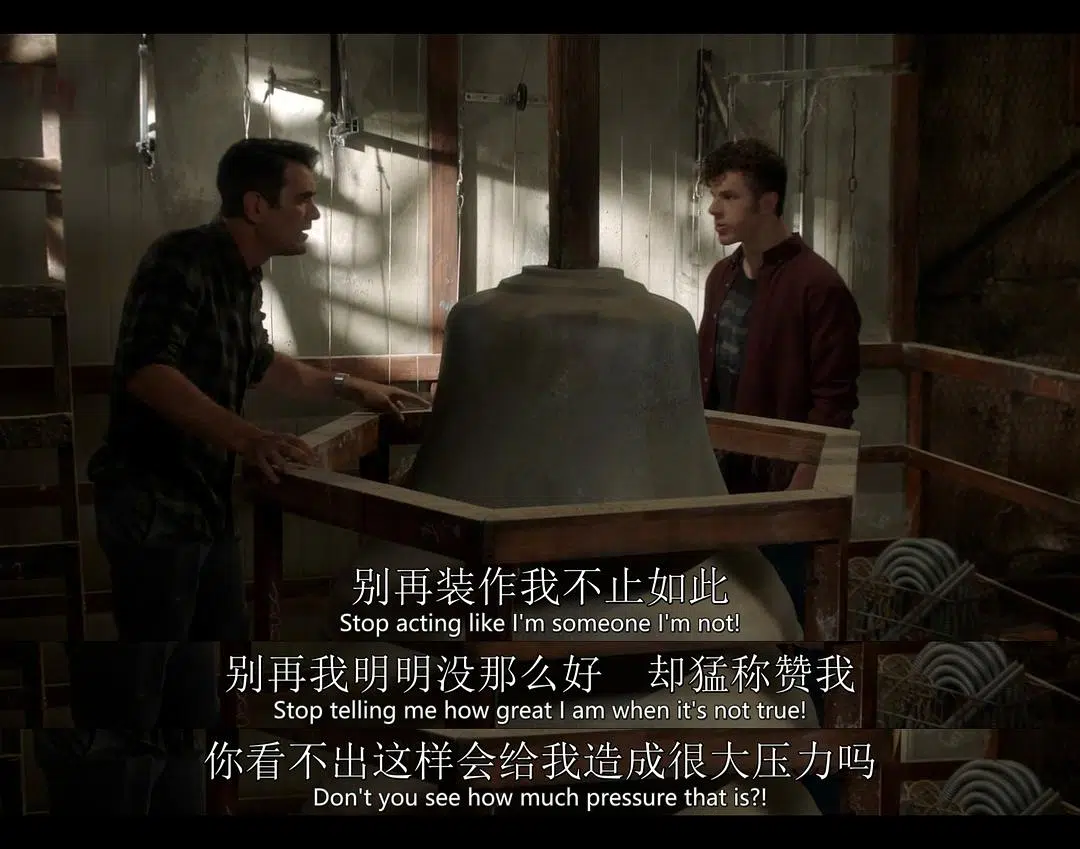 别再装作我不止如此
Stop acting like I'm someone I'm not!
别再我明明没那么好 却猛称赞我
Stop telling me how great I am when it's not true!
你看不出这样会给我造成很大压力吗
Don't you see how much pressure that is?!